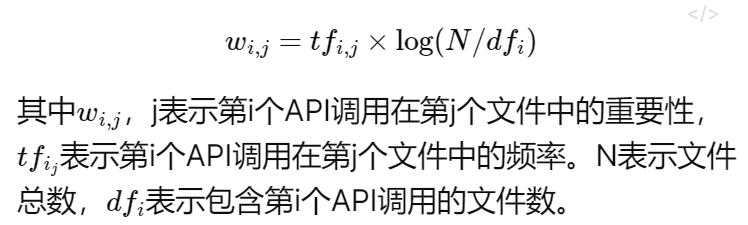 </>
w_{i,j} = tf_{i,j} × log(N/df_i)
其中w_{i,j}，j表示第i个API调用在第j个文件中的重要性，
tf_{i_j}表示第i个API调用在第j个文件中的频率。N表示文件
总数，df_i表示包含第i个API调用的文件数。